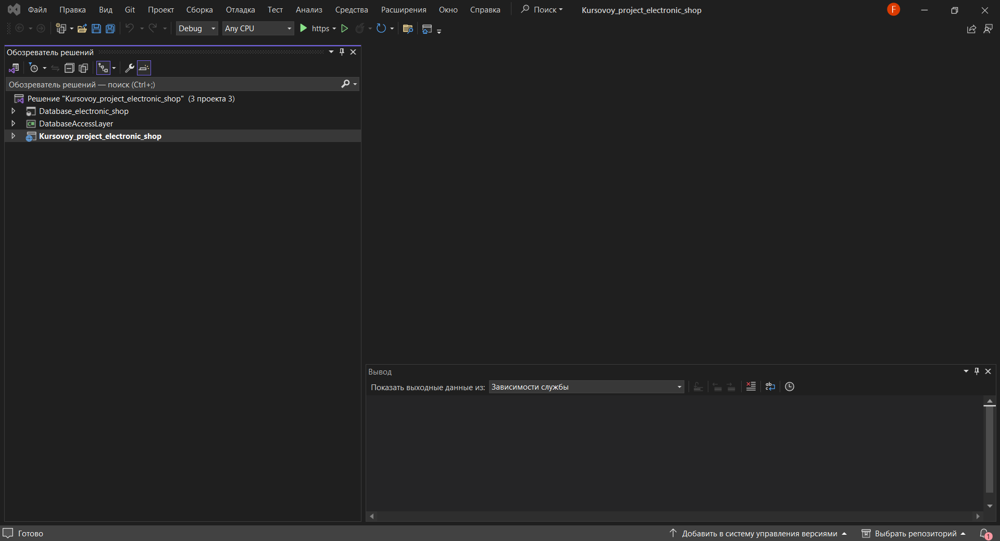 Файл Правка Вид Git Проект Сборка Отладка Тест Анализ Средства Расширения Окно Справка Поиск Kursovoy_project_electronic_shop F
Debug Any CPU https
Обозреватель решений
Обозреватель решений — поиск (Ctrl+;)
Решение "Kursovoy_project_electronic_shop" (3 проекта 3)
Database_electronic_shop
C# DatabaseAccessLayer
Kursovoy_project_electronic_shop
Вывод
Показать выходные данные из: Зависимости службы
Готово Добавить в систему управления версиями Выбрать репозиторий 1